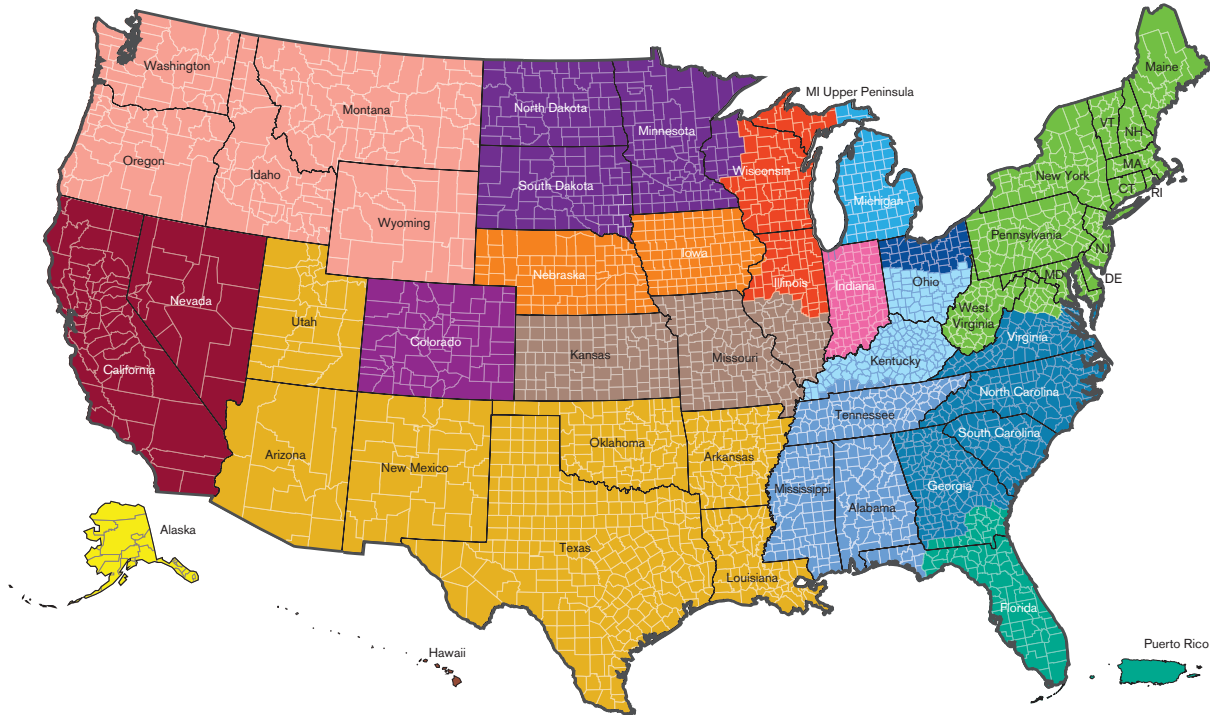 Washington
Montana
North Dakota
Minnesota
MI Upper Peninsula
Maine
VT
NH
Oregon
Idaho
South Dakota
Wisconsin
Michigan
New York
MA
CT
RI
Wyoming
Nebraska
Iowa
Pennsylvania
NJ
Nevada
Utah
Colorado
Illinois
Indiana
Ohio
MD
DE
West
Virginia
California
Kansas
Missouri
Kentucky
Virginia
North Carolina
Tennessee
South Carolina
Arizona
New Mexico
Oklahoma
Arkansas
Mississippi
Alabama
Georgia
Alaska
Texas
Louisiana
Florida
Hawaii
Puerto Rico